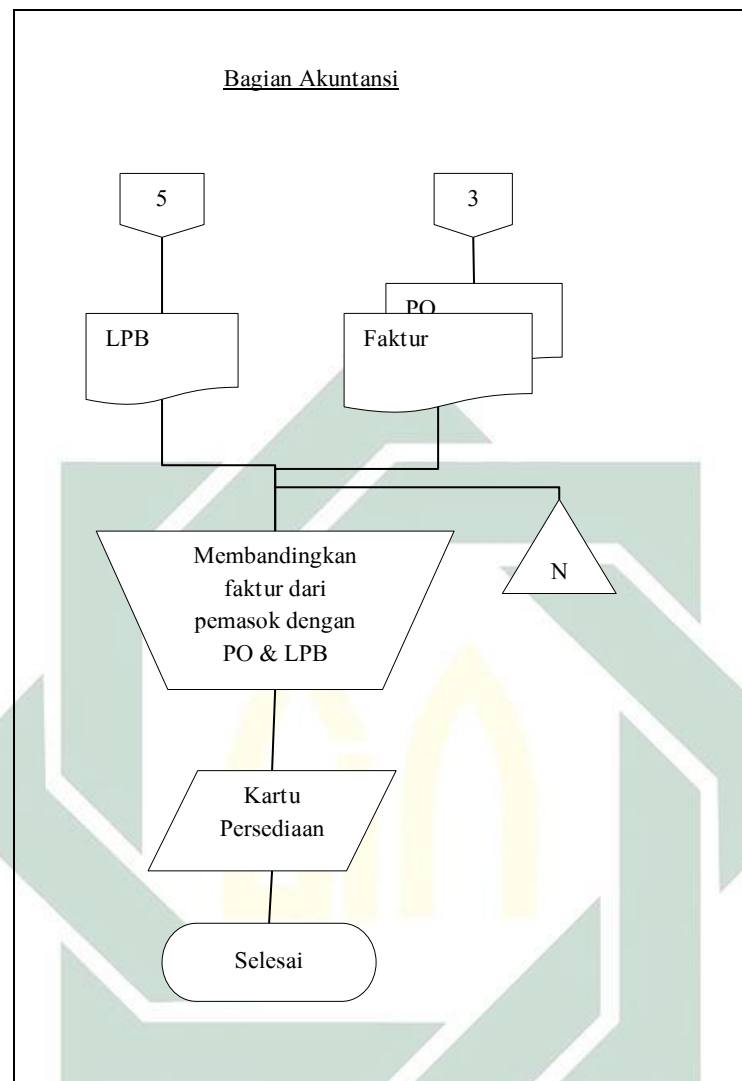 Bagian Akuntansi
5
3
LPB
PO
Faktur
Membandingkan
faktur dari
pemasok dengan
PO & LPB
N
Kartu
Persediaan
Selesai